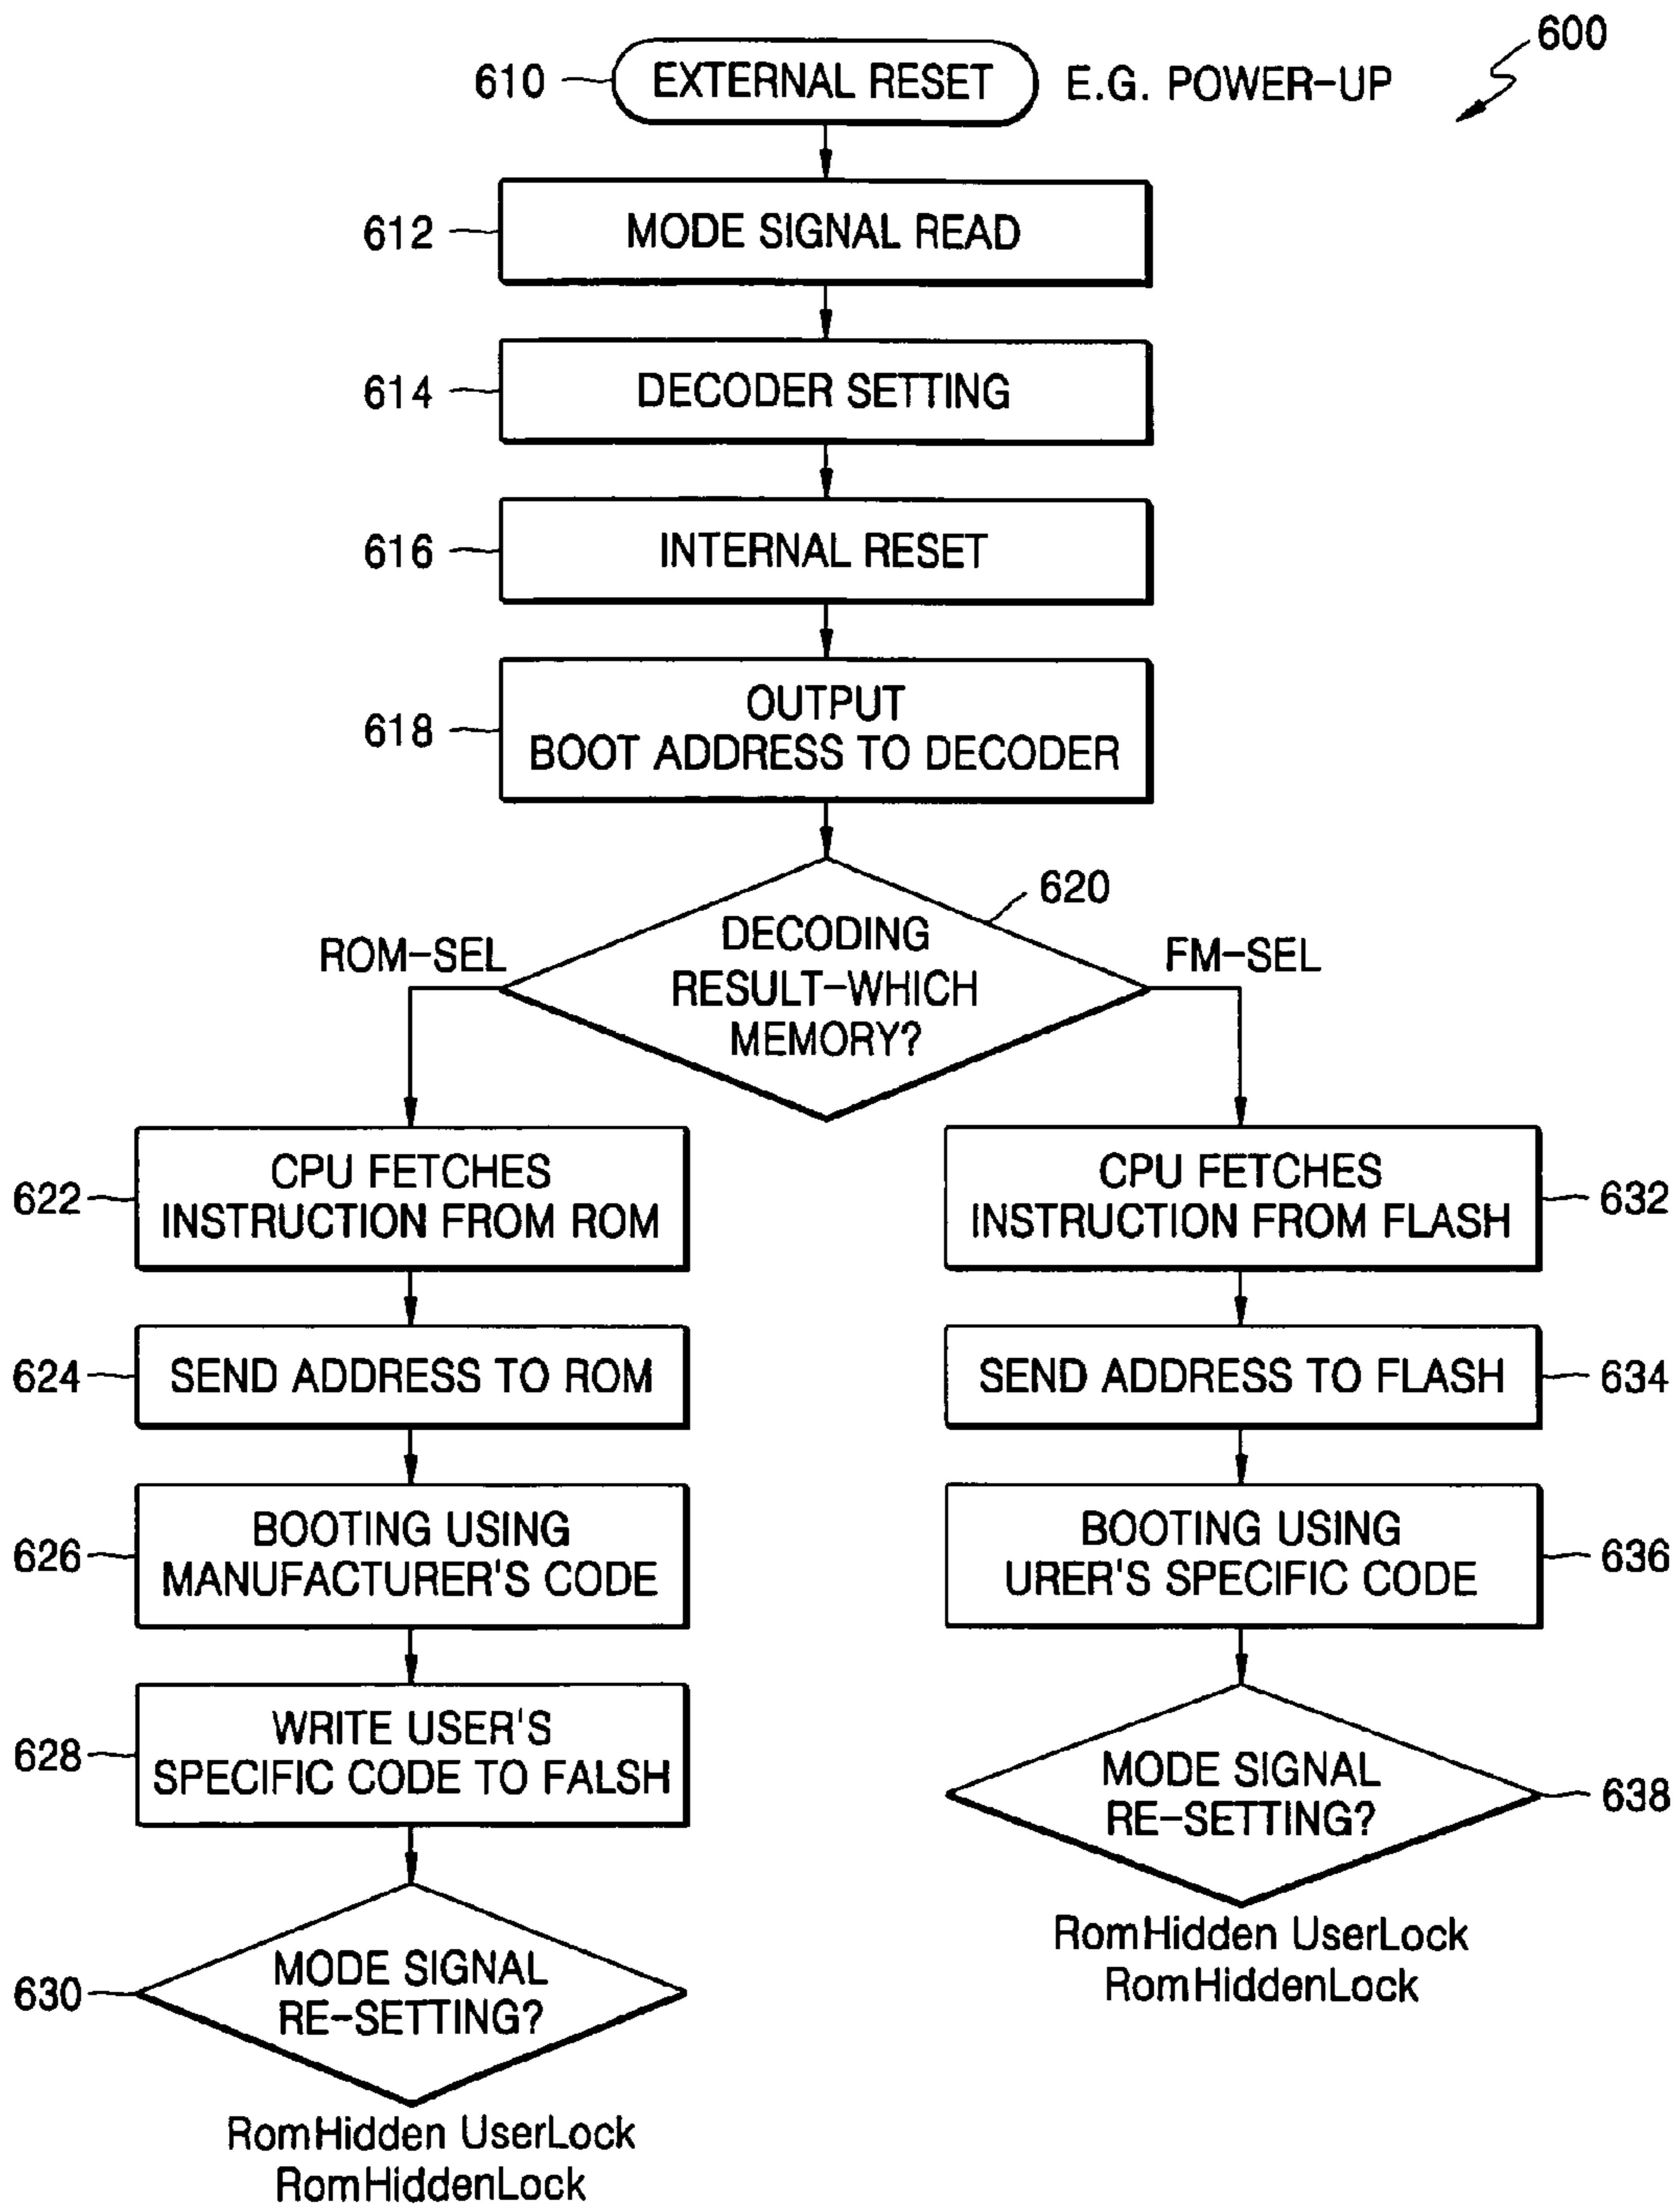 600
610 EXTERNAL RESET E.G. POWER-UP
612 MODE SIGNAL READ
614 DECODER SETTING
616 INTERNAL RESET
618
OUTPUT
BOOT ADDRESS TO DECODER
620
DECODING
RESULT-WHICH
MEMORY?
ROM-SEL
FM-SEL
622
CPU FETCHES
INSTRUCTION FROM ROM
624 SEND ADDRESS TO ROM
626
BOOTING USING
MANUFACTURER'S CODE
628
WRITE USER'S
SPECIFIC CODE TO FALSH
630
MODE SIGNAL
RE-SETTING?
RomHidden UserLock
RomHiddenLock
CPU FETCHES
INSTRUCTION FROM FLASH
632
SEND ADDRESS TO FLASH 634
BOOTING USING
URER'S SPECIFIC CODE
636
MODE SIGNAL
RE-SETTING?
638
RomHidden UserLock
RomHiddenLock